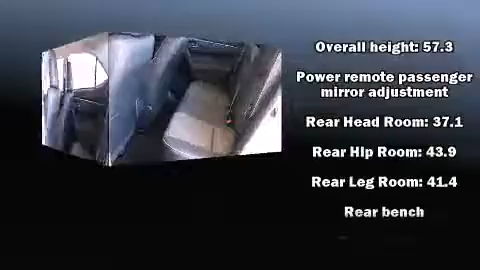 Overall height: 57.3
Power remote passenger
mirror adjustment
Rear Head Room: 37.1
Rear Hip Room: 43.9
Rear Leg Room: 41.4
Rear bench